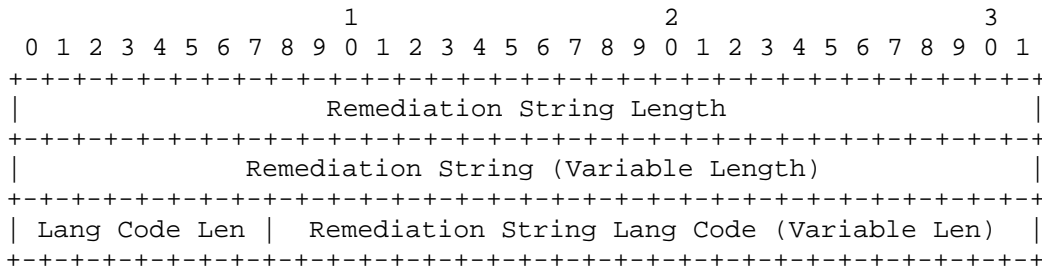 1                   2                   3
 0 1 2 3 4 5 6 7 8 9 0 1 2 3 4 5 6 7 8 9 0 1 2 3 4 5 6 7 8 9 0 1
+-+-+-+-+-+-+-+-+-+-+-+-+-+-+-+-+-+-+-+-+-+-+-+-+-+-+-+-+-+-+-+-+
|                   Remediation String Length                   |
+-+-+-+-+-+-+-+-+-+-+-+-+-+-+-+-+-+-+-+-+-+-+-+-+-+-+-+-+-+-+-+-+
|              Remediation String (Variable Length)             |
+-+-+-+-+-+-+-+-+-+-+-+-+-+-+-+-+-+-+-+-+-+-+-+-+-+-+-+-+-+-+-+-+
| Lang Code Len |  Remediation String Lang Code (Variable Len)  |
+-+-+-+-+-+-+-+-+-+-+-+-+-+-+-+-+-+-+-+-+-+-+-+-+-+-+-+-+-+-+-+-+